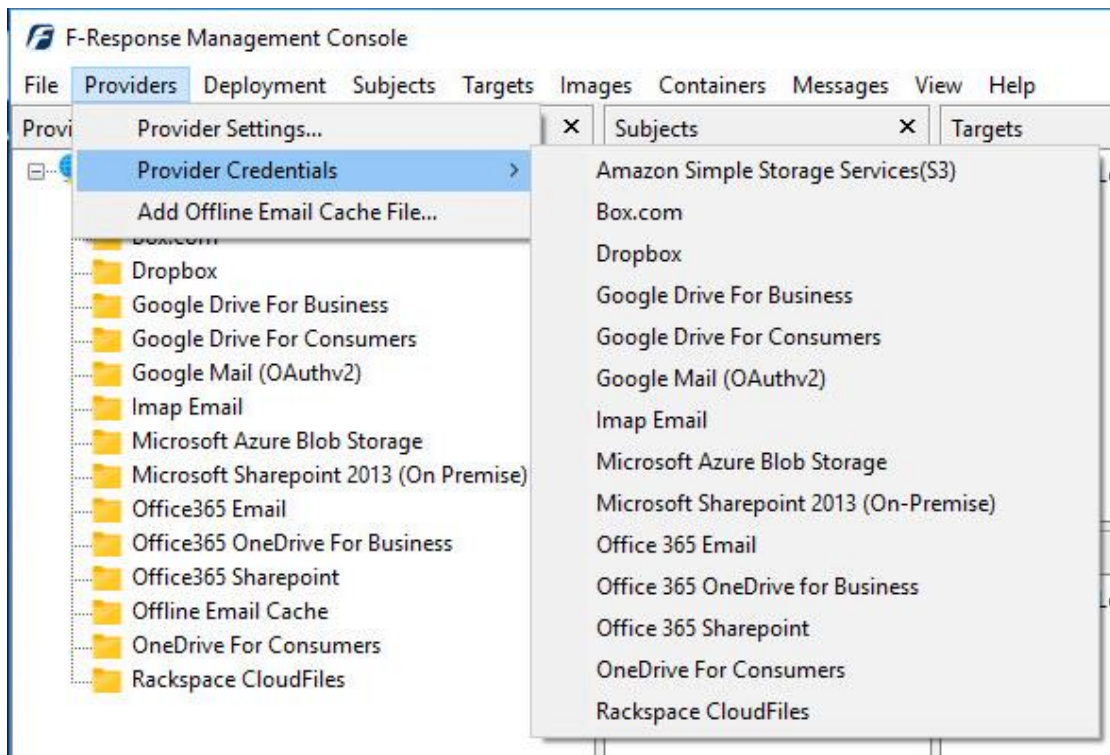 F-Response Management Console
File Providers Deployment Subjects Targets Images Containers Messages View Help
Provider Settings...
Subjects
Targets
Provider Credentials
Add Offline Email Cache File...
Dropbox
Google Drive For Business
Google Drive For Consumers
Google Mail (OAuthv2)
Imap Email
Microsoft Azure Blob Storage
Microsoft Sharepoint 2013 (On Premise)
Office365 Email
Office365 OneDrive For Business
Office365 Sharepoint
Offline Email Cache
OneDrive For Consumers
Rackspace CloudFiles
Amazon Simple Storage Services(S3)
Box.com
Dropbox
Google Drive For Business
Google Drive For Consumers
Google Mail (OAuthv2)
Imap Email
Microsoft Azure Blob Storage
Microsoft Sharepoint 2013 (On-Premise)
Office 365 Email
Office 365 OneDrive for Business
Office 365 Sharepoint
OneDrive For Consumers
Rackspace CloudFiles